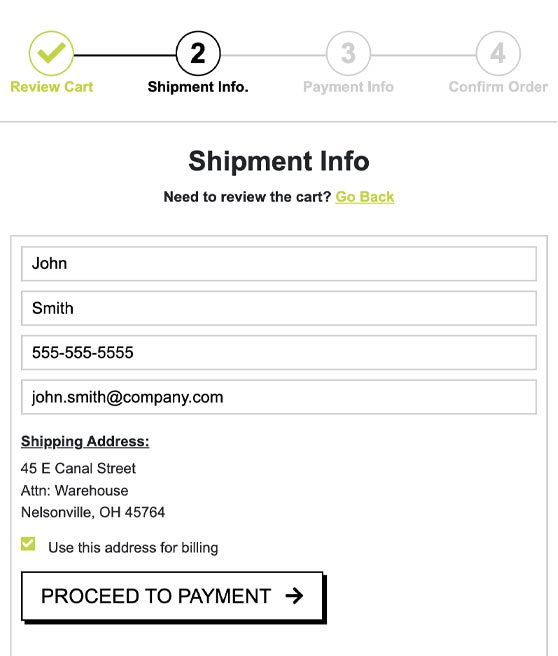 2 3 4
Review Cart Shipment Info. Payment Info Confirm Order
Shipment Info
Need to review the cart? Go Back
John
Smith
555-555-5555
john.smith@company.com
Shipping Address:
45 E Canal Street
Attn: Warehouse
Nelsonville, OH 45764
Use this address for billing
PROCEED TO PAYMENT →